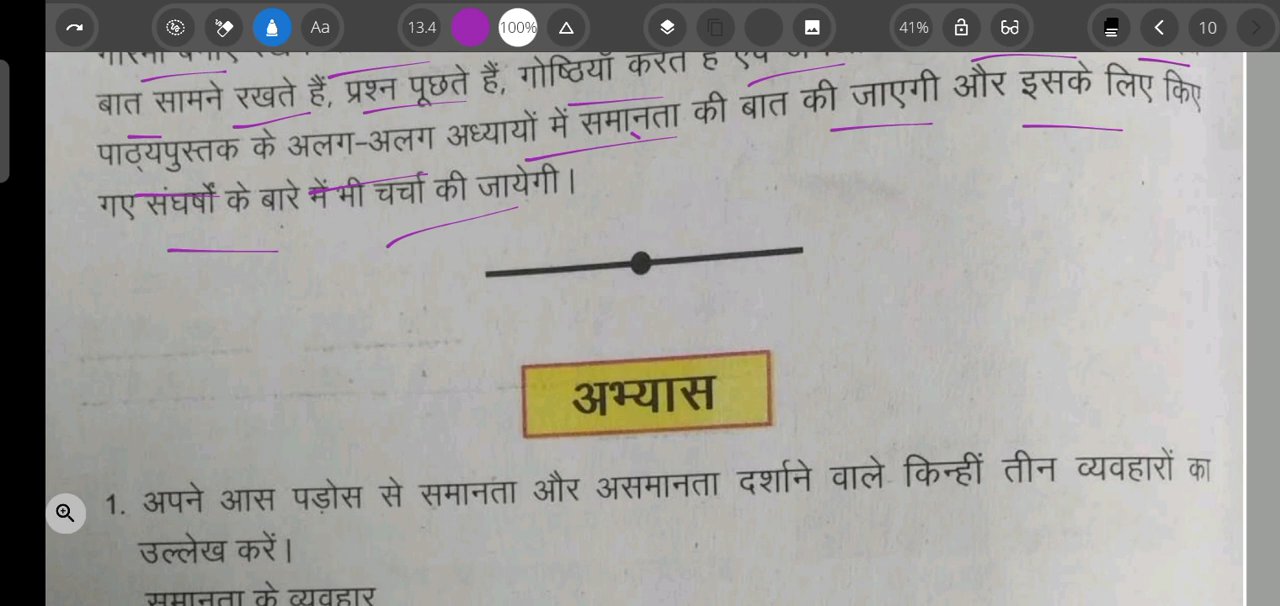 Aa 13.4 100% 41% 10
बात सामने रखते हैं, प्रश्न पूछते हैं, गोष्ठियाँ करते हैं एवं
पाठ्यपुस्तक के अलग-अलग अध्यायों में समानता की बात की जाएगी और इसके लिए किए
गए संघर्षों के बारे में भी चर्चा की जायेगी।
अभ्यास
1. अपने आस पड़ोस से समानता और असमानता दर्शाने वाले किन्हीं तीन व्यवहारों का
उल्लेख करें।
समानता के व्यवहार